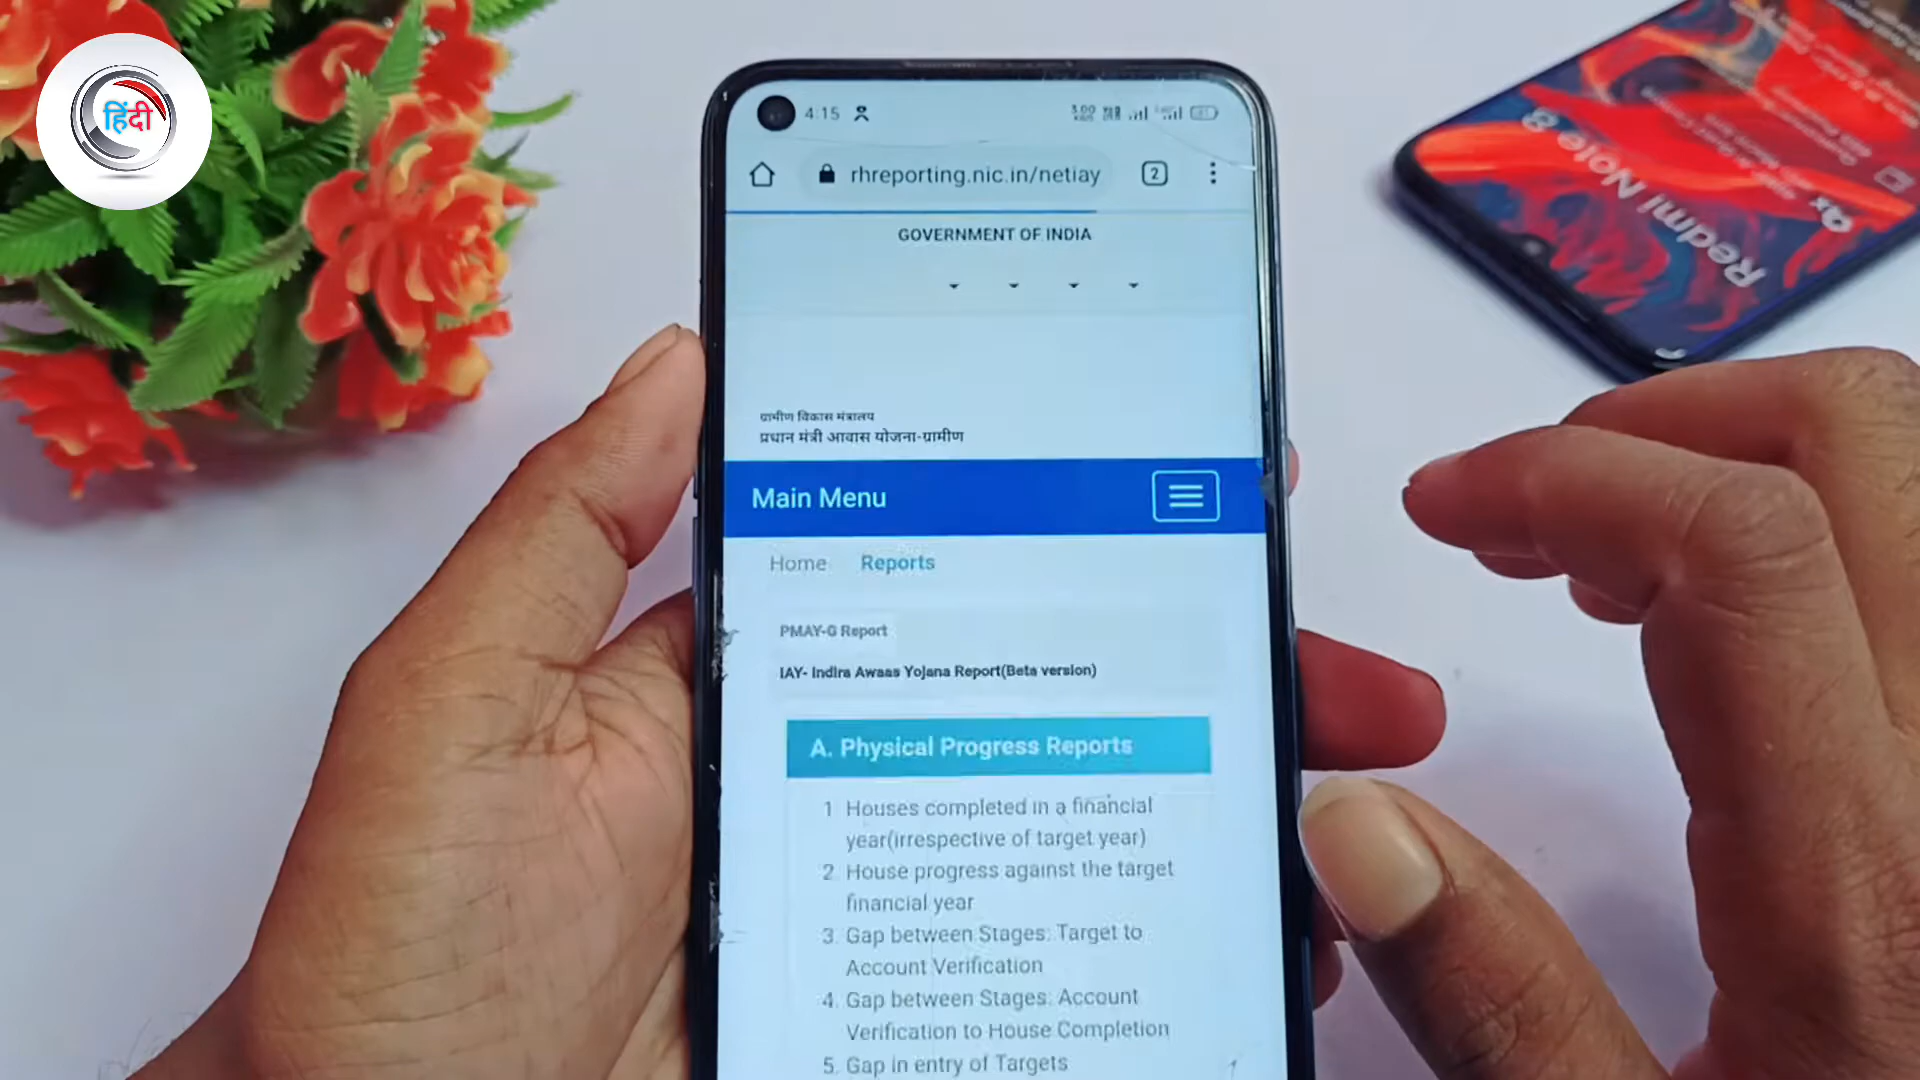 हिंदी
4:15
3.00
rhreporting.nic.in/netiay
2
GOVERNMENT OF INDIA
ग्रामीण विकास मंत्रालय
प्रधान मंत्री आवास योजना-ग्रामीण
Main Menu
Home Reports
PMAY-G Report
IAY- Indira Awaas Yojana Report(Beta version)
A. Physical Progress Reports
1 Houses completed in a financial
year(irrespective of target year)
2 House progress against the target
financial year
3. Gap between Stages: Target to
Account Verification
4. Gap between Stages: Account
Verification to House Completion
5. Gap in entry of Targets
Redmi Note 8
9x